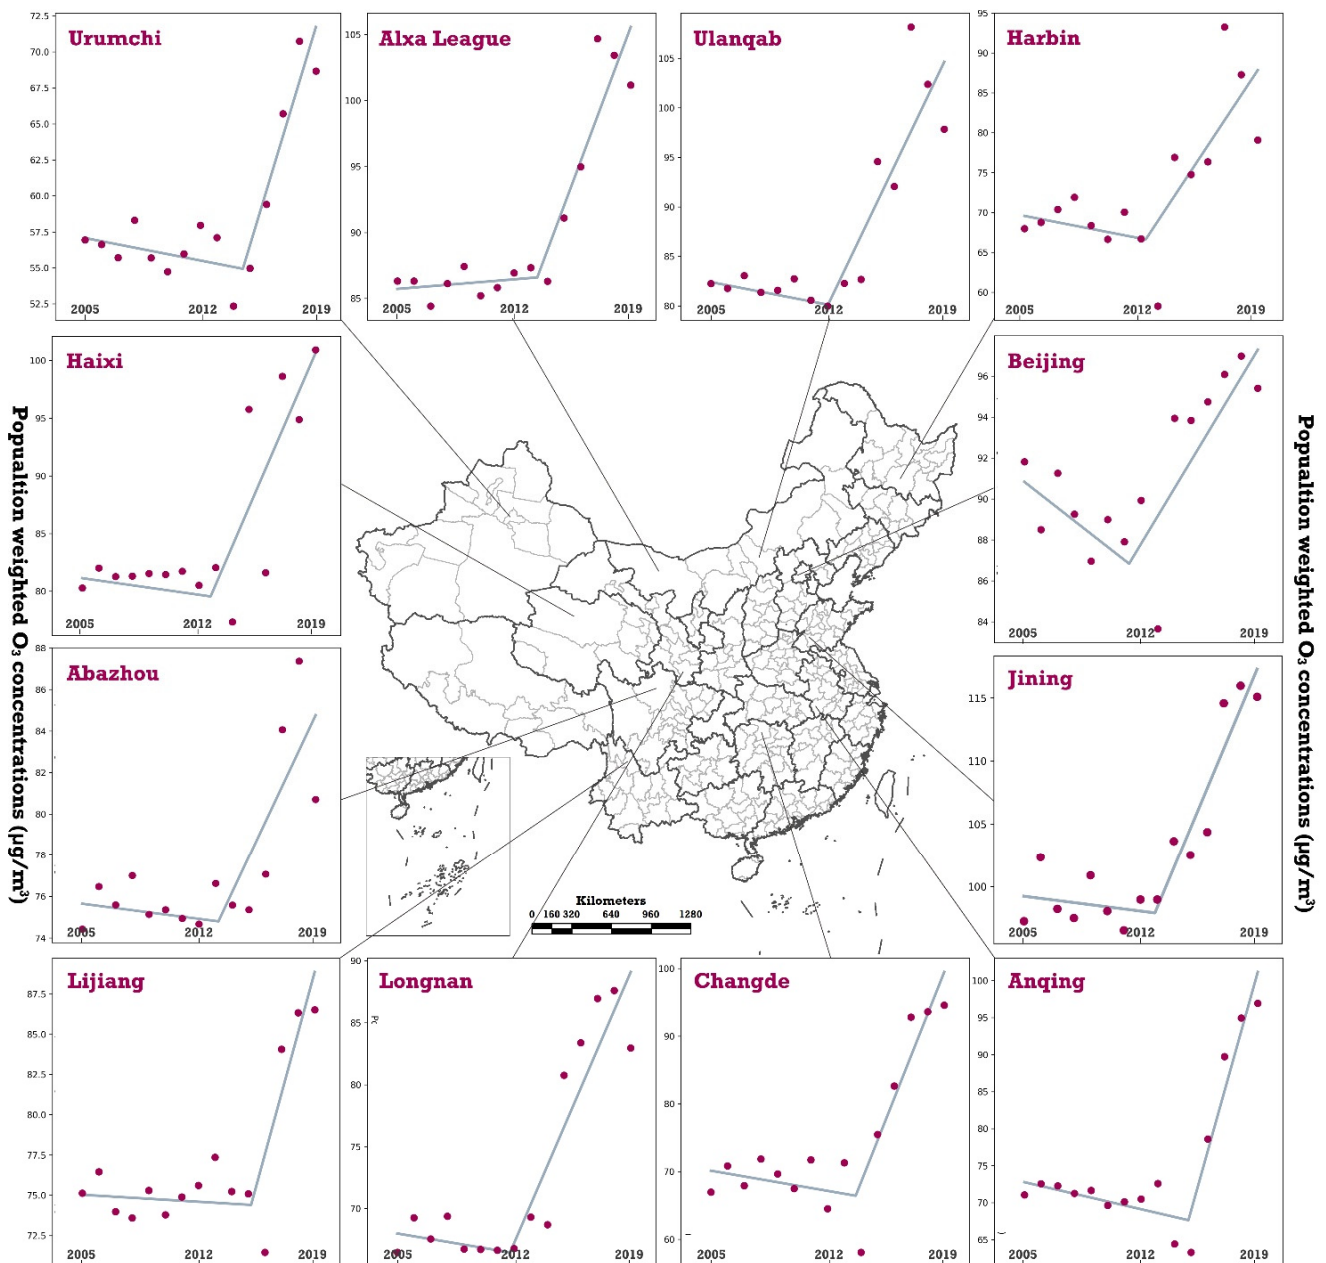 Urumchi
72.5
70.0
67.5
65.0
62.5
60.0
57.5
55.0
52.5
2005 2012 2019
Alxa League
105
100
95
90
85
2005 2012 2019
Ulanqab
105
100
95
90
85
80
2005 2012 2019
Harbin
95
90
85
80
75
70
65
60
2005 2012 2019
Haixi
100
95
90
85
80
2005 2012 2019
Beijing
96
94
92
90
88
86
84
2005 2012 2019
Popualtion weighted O₃ concentrations (µg/m³)
Popualtion weighted O₃ concentrations (µg/m³)
Abazhou
88
86
84
82
80
78
76
74
2005 2012 2019
Jining
115
110
105
100
2005 2012 2019
Kilometers
0 160 320 640 960 1280
Lijiang
87.5
85.0
82.5
80.0
77.5
75.0
72.5
2005 2012 2019
Longnan
90
85
80
75
70
2005 2012 2019
Changde
100
90
80
70
60
2005 2012 2019
Anqing
100
95
90
85
80
75
70
65
2005 2012 2019